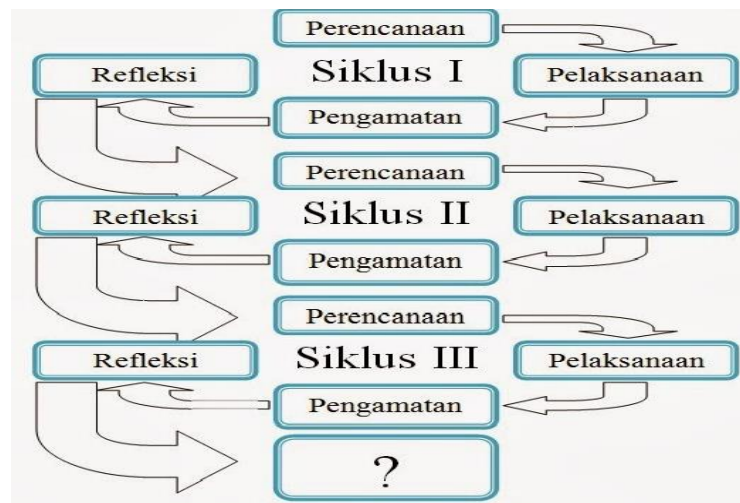 Perencanaan
Refleksi
Siklus I
Pelaksanaan
Pengamatan
Perencanaan
Refleksi
Siklus II
Pelaksanaan
Pengamatan
Perencanaan
Refleksi
Siklus III
Pelaksanaan
Pengamatan
?